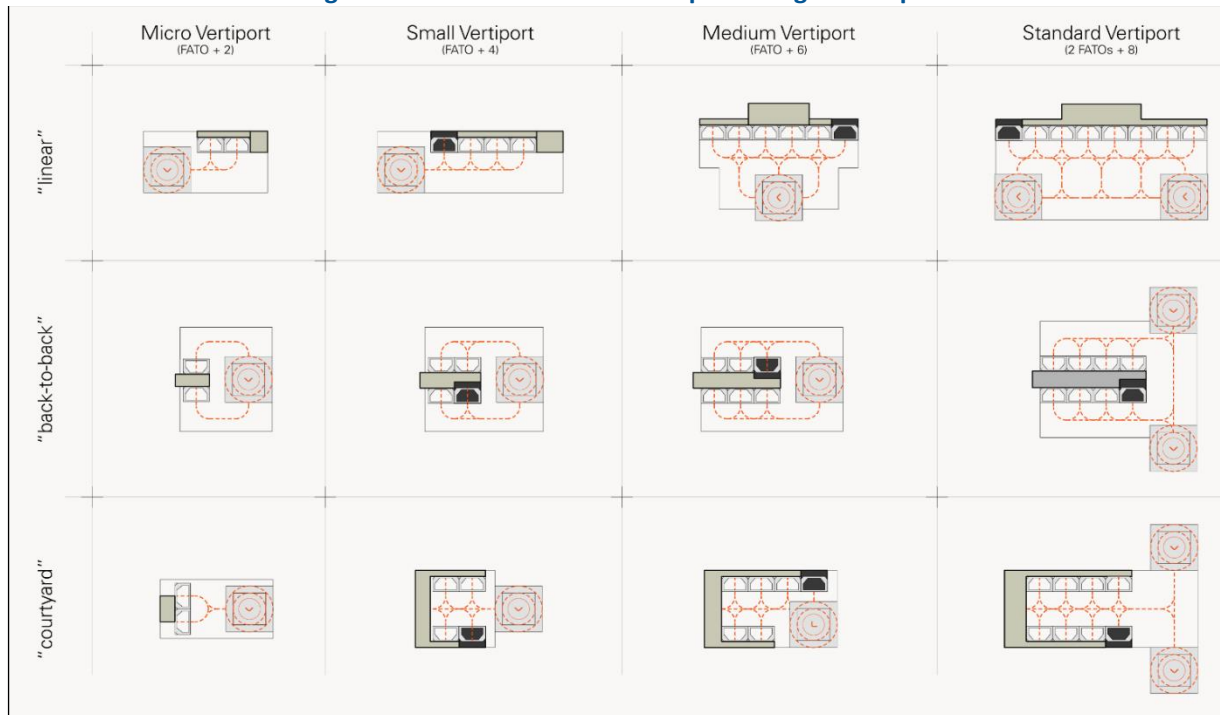 Micro Vertiport
(FATO + 2)
Small Vertiport
(FATO + 4)
Medium Vertiport
(FATO + 6)
Standard Vertiport
(2 FATOs + 8)
“linear”
“back-to-back”
“courtyard”